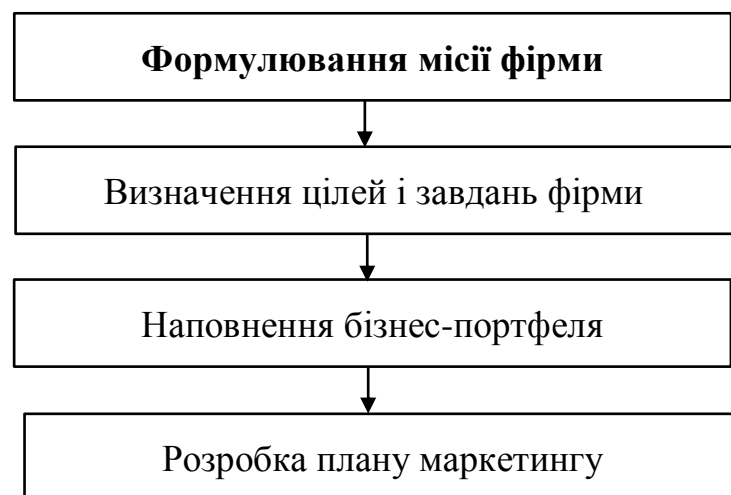 Формулювання місії фірми
Визначення цілей і завдань фірми
Наповнення бізнес-портфеля
Розробка плану маркетингу